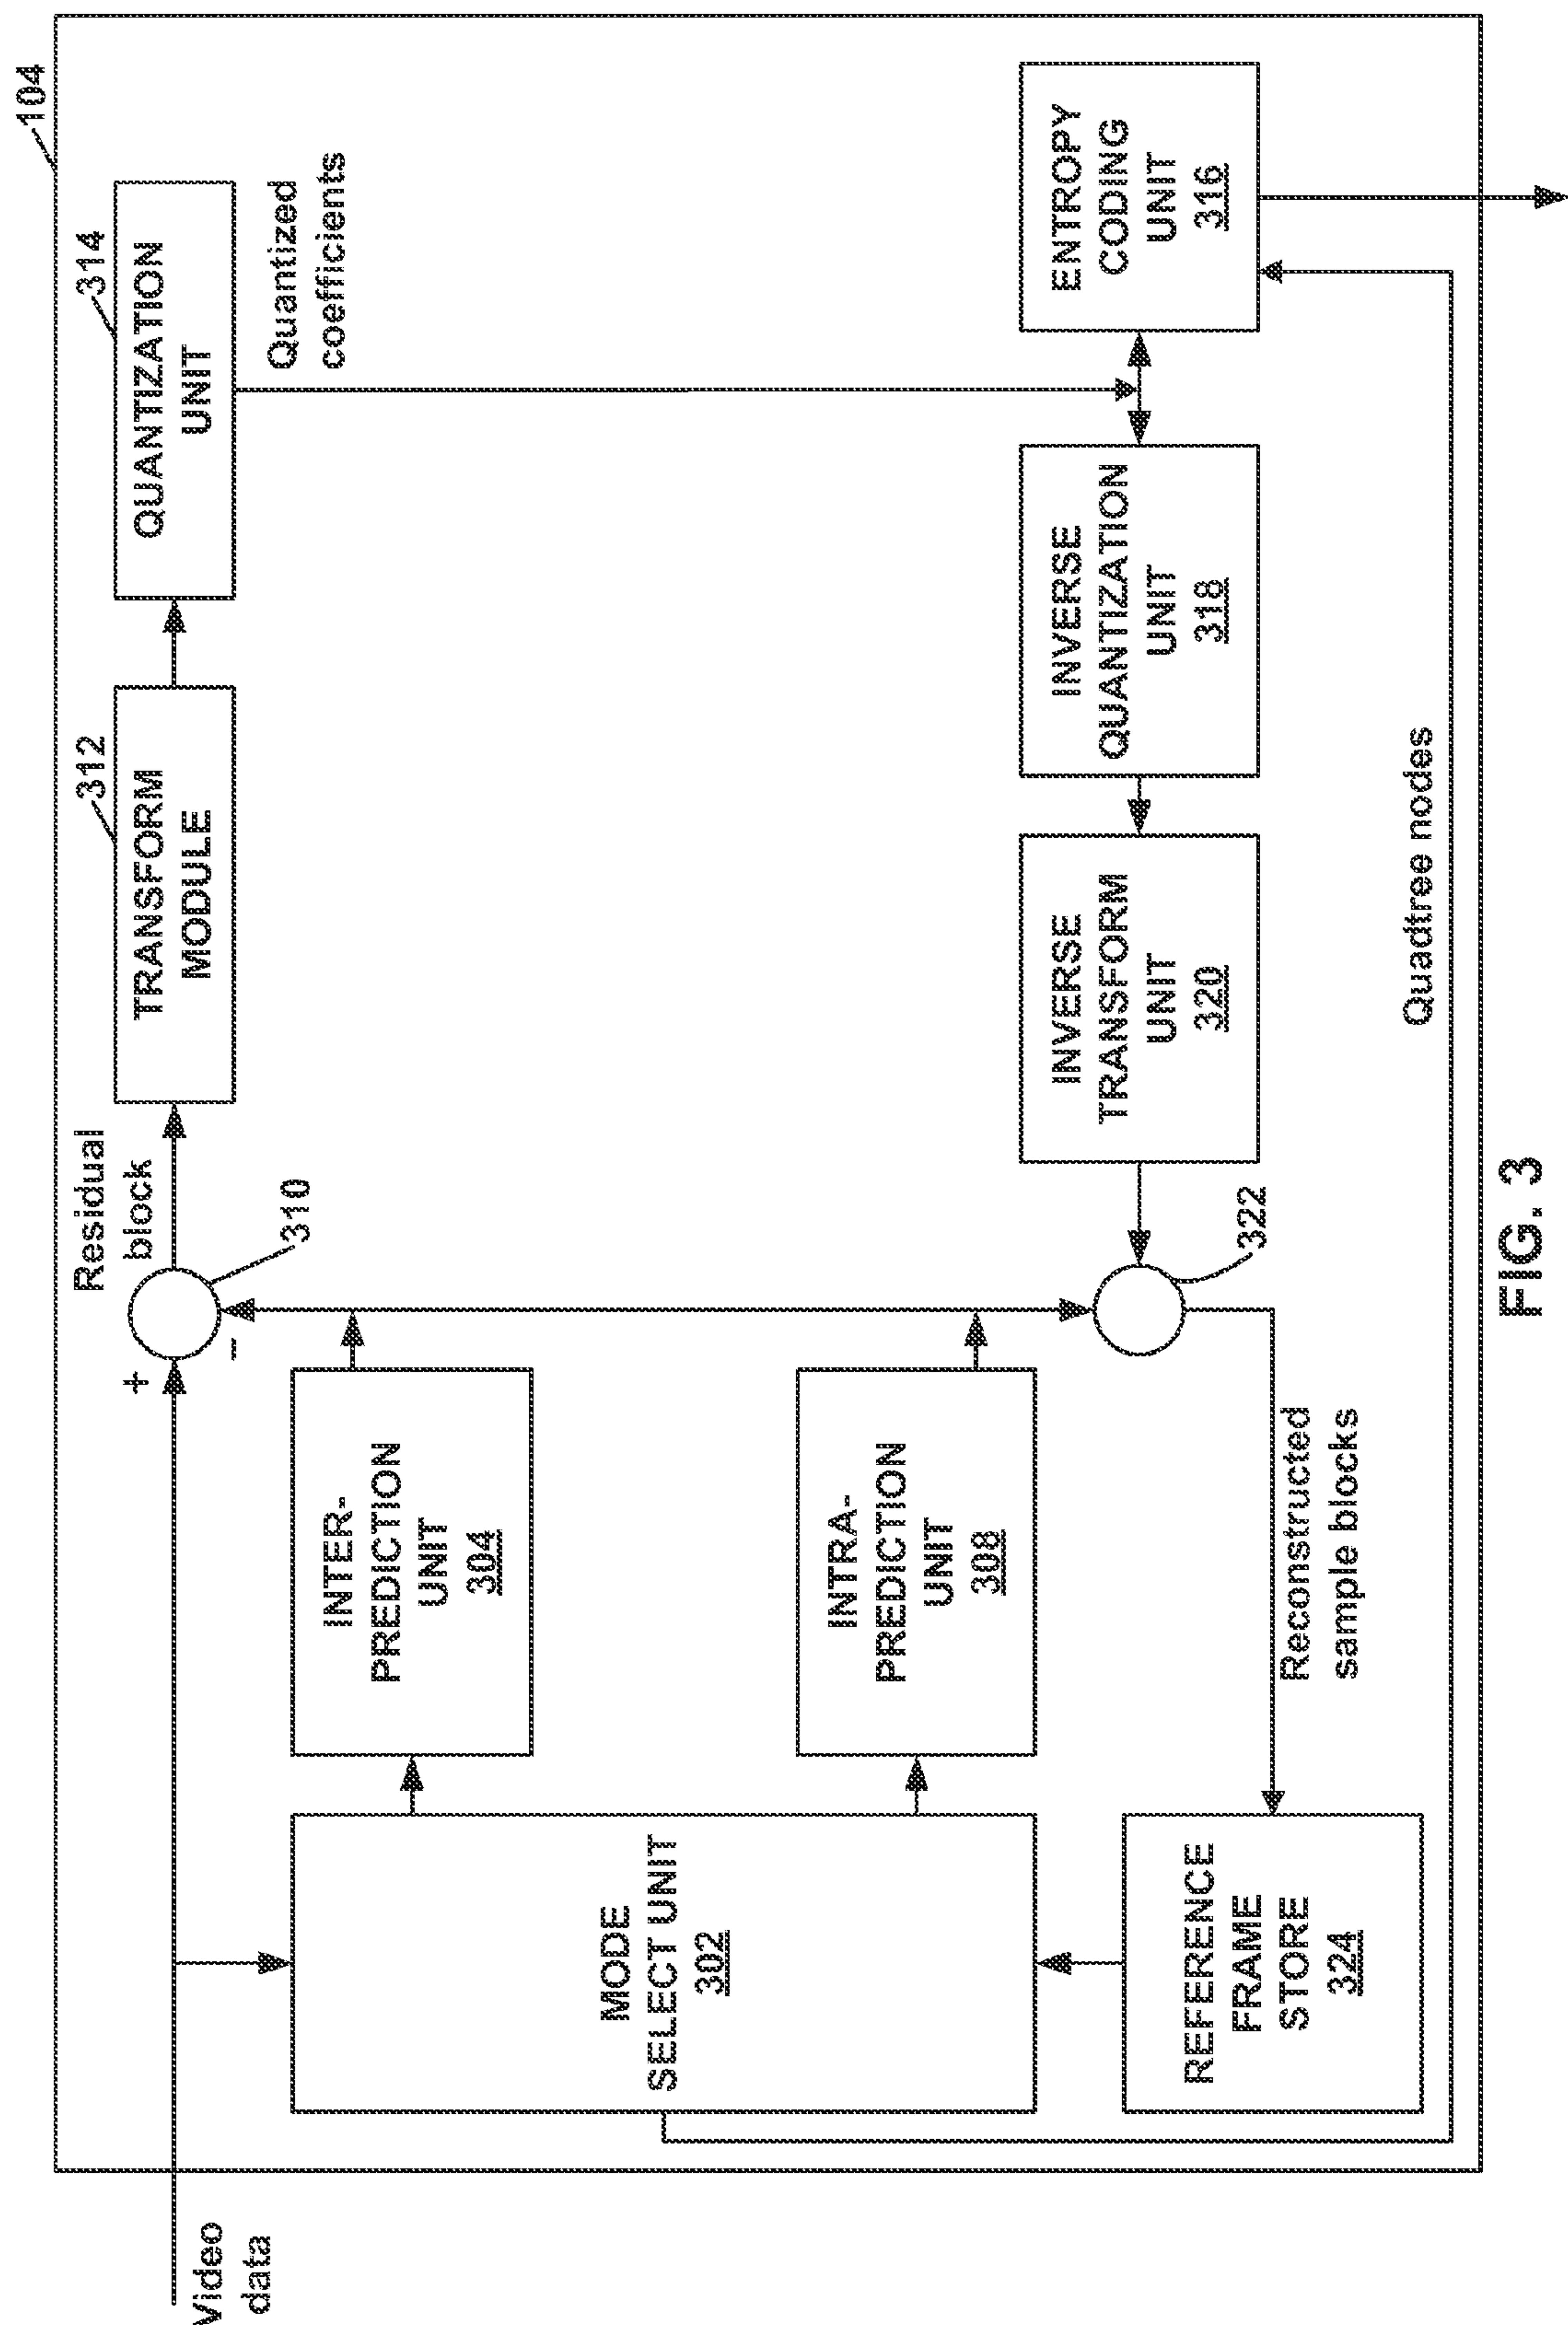 104
Video
data
+
-
Residual
block
310
312
TRANSFORM
MODULE
314
QUANTIZATION
UNIT
Quantized
coefficients
MODE
SELECT UNIT
302
INTER-
PREDICTION
UNIT
304
INTRA-
PREDICTION
UNIT
308
322
INVERSE
TRANSFORM
UNIT
320
INVERSE
QUANTIZATION
UNIT
318
ENTROPY
CODING
UNIT
316
REFERENCE
FRAME
STORE
324
Reconstructed
sample blocks
Quadtree nodes
FIG. 3